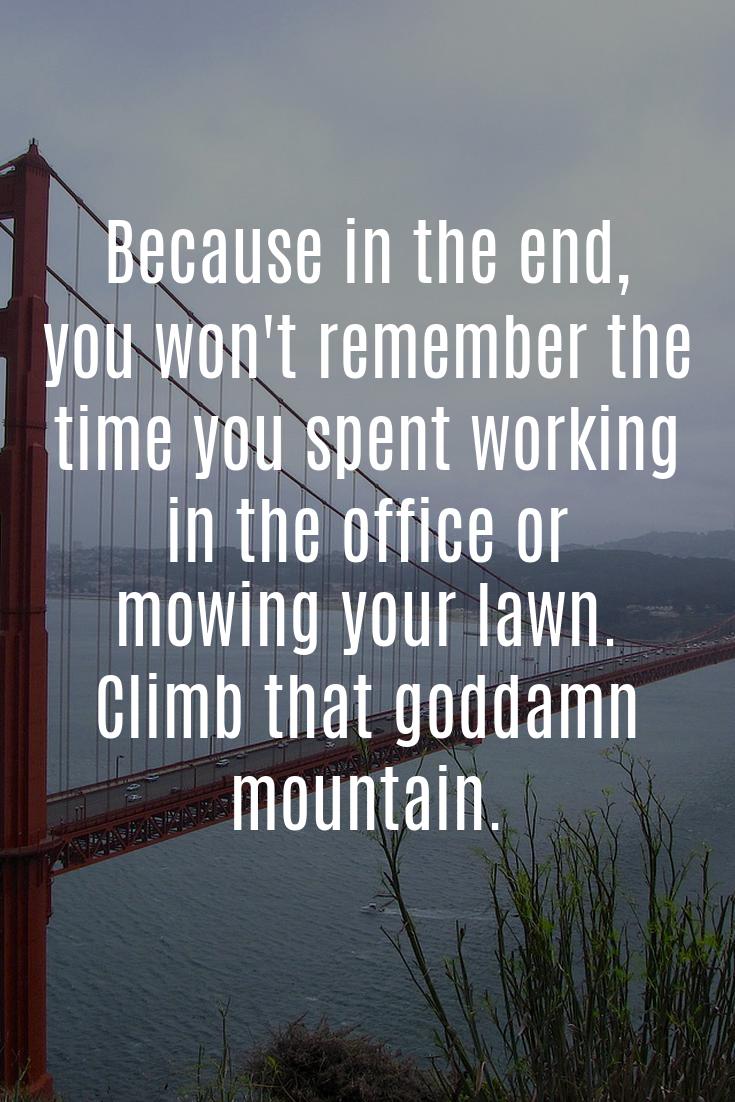 Because in the end,
you won't remember the
time you spent working
in the office or
mowing your lawn.
Climb that goddamn
mountain.